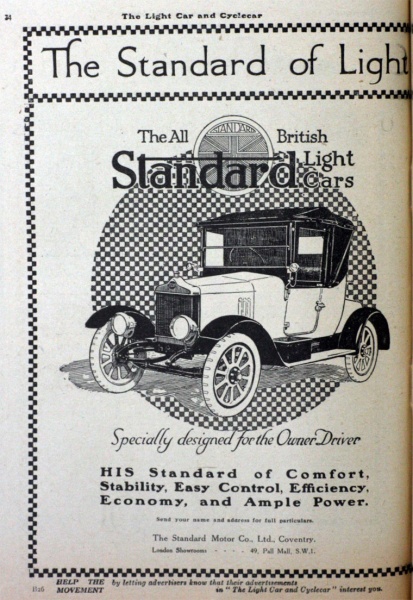 24
The Light Car and Cyclecar
The Standard of Light
The All British
STANDARD
Standard Light Cars
Specially designed for the Owner-Driver
HIS Standard of Comfort,
Stability, Easy Control, Efficiency,
Economy, and Ample Power.
Send your name and address for full particulars.
The Standard Motor Co., Ltd., Coventry.
London Showrooms - - - - 49, Pall Mall, S.W.1.
B26 HELP THE MOVEMENT by letting advertisers know that their advertisements
in "The Light Car and Cyclecar" interest you.